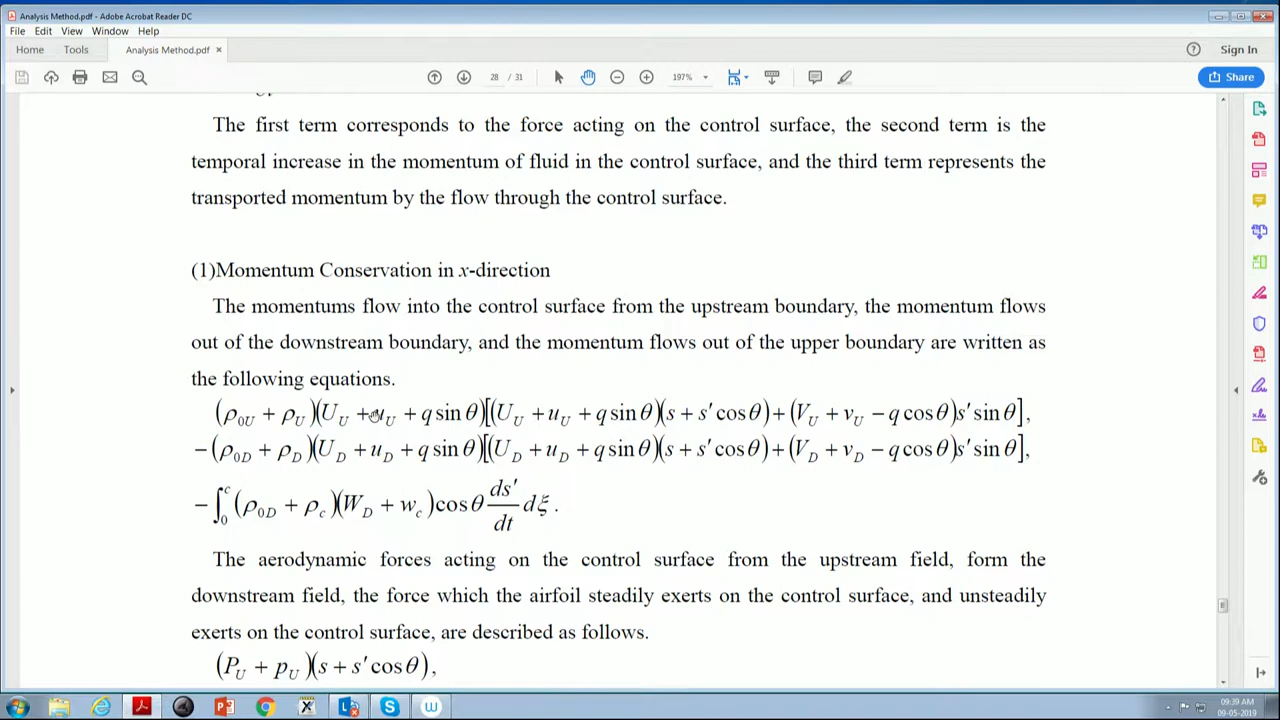 Analysis Method.pdf - Adobe Acrobat Reader DC
File Edit View Window Help
Home Tools Analysis Method.pdf × ? Sign In
28 / 31 197% Share
The first term corresponds to the force acting on the control surface, the second term is the
temporal increase in the momentum of fluid in the control surface, and the third term represents the
transported momentum by the flow through the control surface.
(1)Momentum Conservation in x-direction
The momentums flow into the control surface from the upstream boundary, the momentum flows
out of the downstream boundary, and the momentum flows out of the upper boundary are written as
the following equations.
(ρ₀U + ρU)(UU + uU + q sin θ)[(UU + uU + q sin θ)(s + s′ cos θ) + (VU + vU − q cos θ)s′ sin θ],
−(ρ₀D + ρD)(UD + uD + q sin θ)[(UD + uD + q sin θ)(s + s′ cos θ) + (VD + vD − q cos θ)s′ sin θ],
−∫₀ᶜ (ρ₀D + ρc)(WD + wc) cos θ ds′/dt dξ .
The aerodynamic forces acting on the control surface from the upstream field, form the
downstream field, the force which the airfoil steadily exerts on the control surface, and unsteadily
exerts on the control surface, are described as follows.
(PU + pU)(s + s′ cos θ),
09:39 AM
09-05-2019